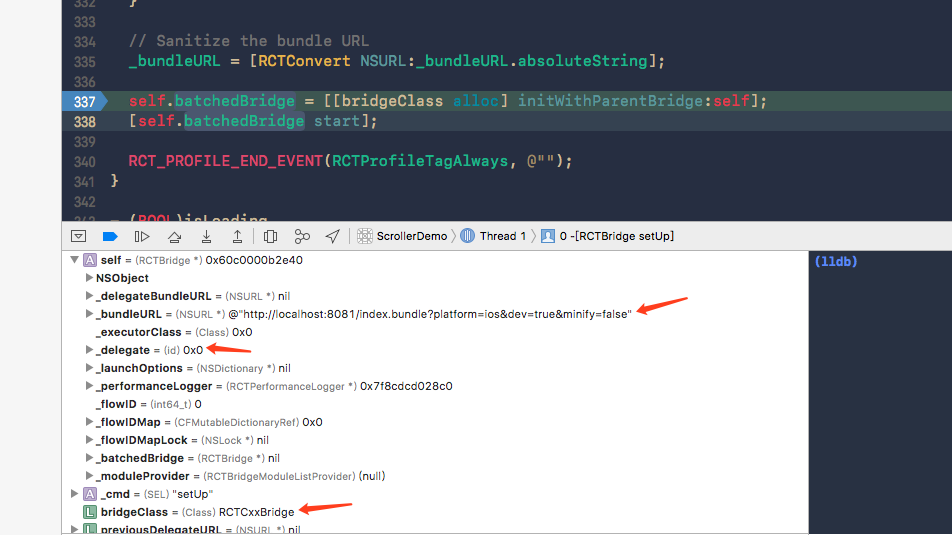 332 }
333
334 // Sanitize the bundle URL
335 _bundleURL = [RCTConvert NSURL:_bundleURL.absoluteString];
336
337 self.batchedBridge = [[bridgeClass alloc] initWithParentBridge:self];
338 [self.batchedBridge start];
339
340 RCT_PROFILE_END_EVENT(RCTProfileTagAlways, @"");
341 }
342
343 - (BOOL)isLoading
ScrollerDemo Thread 1 0 -[RCTBridge setUp]
A self = (RCTBridge *) 0x60c0000b2e40
(lldb)
NSObject
_delegateBundleURL = (NSURL *) nil
_bundleURL = (NSURL *) @"http://localhost:8081/index.bundle?platform=ios&dev=true&minify=false"
_executorClass = (Class) 0x0
_delegate = (id) 0x0
_launchOptions = (NSDictionary *) nil
_performanceLogger = (RCTPerformanceLogger *) 0x7f8cdcd028c0
_flowID = (int64_t) 0
_flowIDMap = (CFMutableDictionaryRef) 0x0
_flowIDMapLock = (NSLock *) nil
_batchedBridge = (RCTBridge *) nil
_moduleProvider = (RCTBridgeModuleListProvider) (null)
A _cmd = (SEL) "setUp"
L bridgeClass = (Class) RCTCxxBridge
L previousDelegateURL = (NSURL *) nil